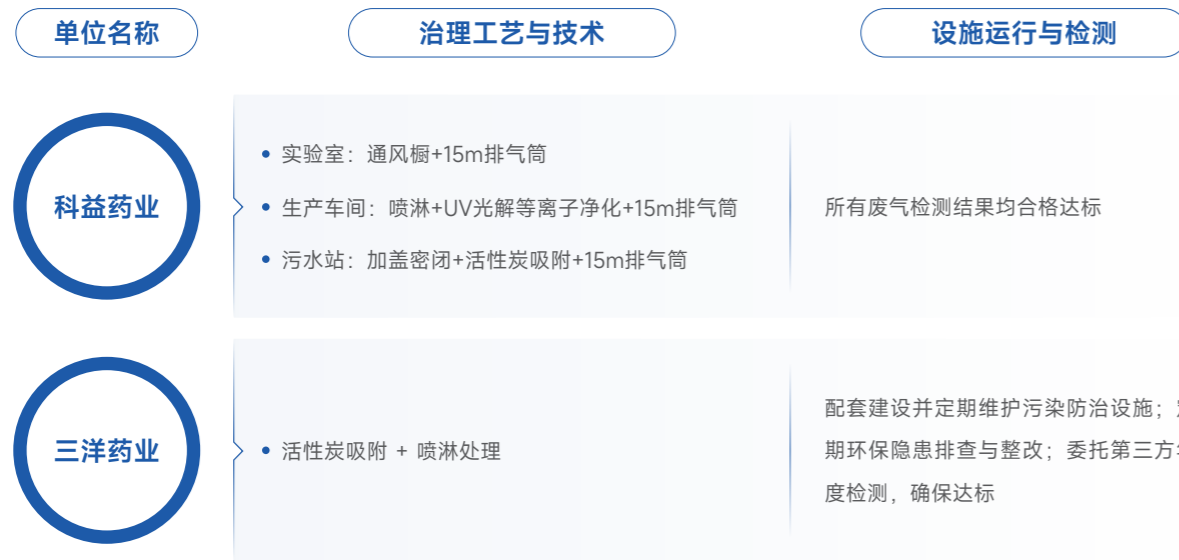 单位名称
治理工艺与技术
设施运行与检测
科益药业
实验室：通风橱+15m排气筒
生产车间：喷淋+UV光解等离子净化+15m排气筒
污水站：加盖密闭+活性炭吸附+15m排气筒
所有废气检测结果均合格达标
三洋药业
活性炭吸附 + 喷淋处理
配套建设并定期维护污染防治设施；
期环保隐患排查与整改；委托第三方
度检测，确保达标